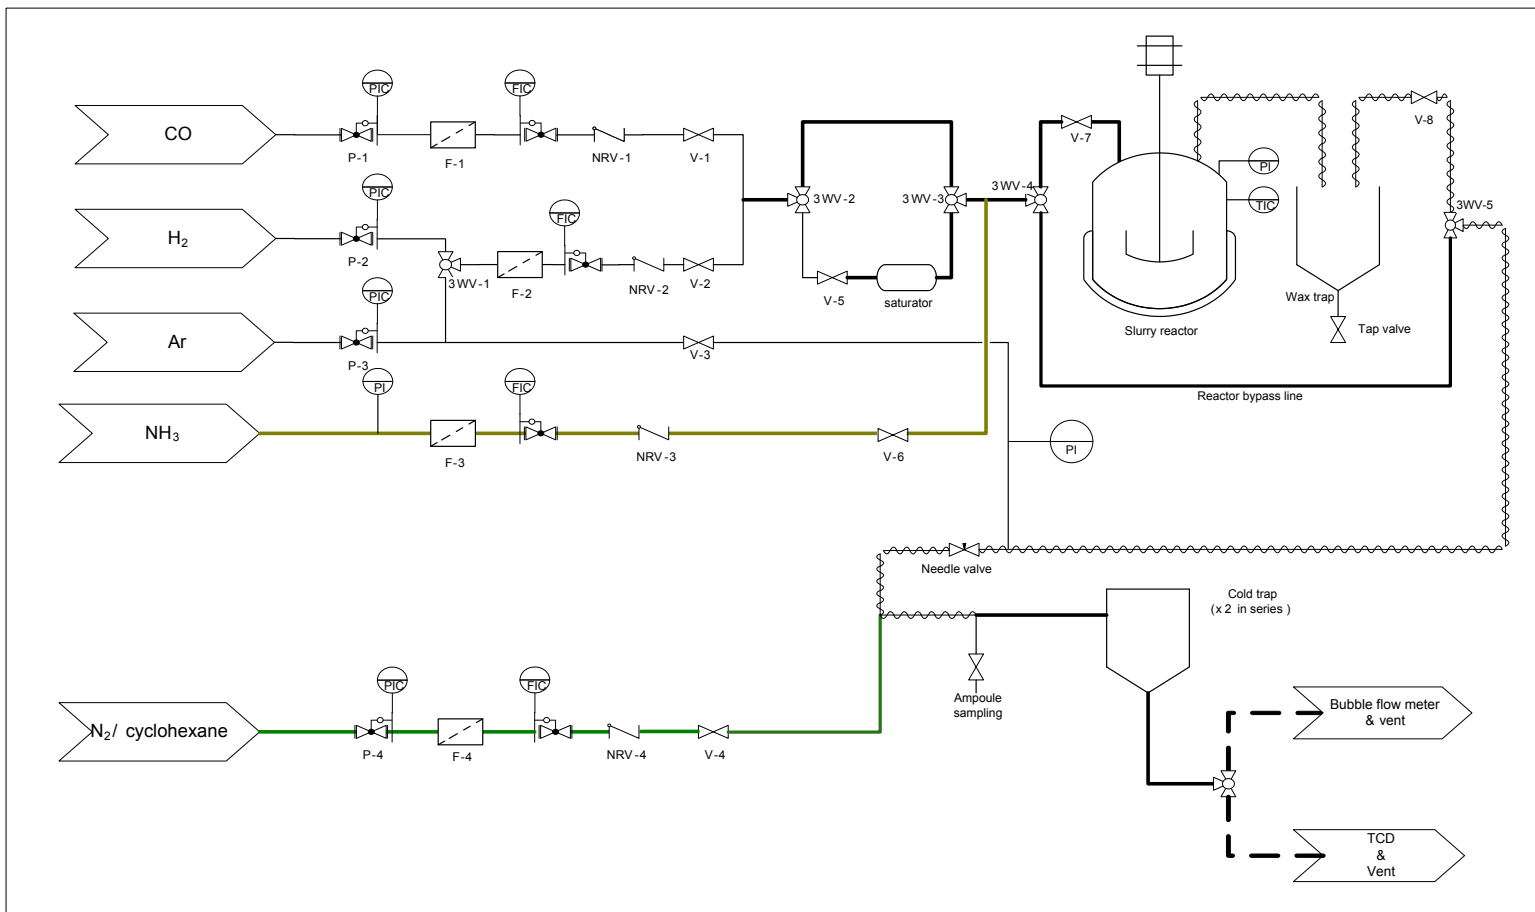 PIC
FIC
CO
P-1
F-1
NRV-1
V-1
PIC
FIC
H2
P-2
3WV-1
F-2
NRV-2
V-2
3WV-2
3WV-3
V-5
saturator
3WV-4
V-7
PI
TIC
Slurry reactor
Wax trap
Tap valve
V-8
3WV-5
Reactor bypass line
PIC
Ar
P-3
V-3
PI
FIC
NH3
F-3
NRV-3
V-6
PI
Needle valve
Cold trap
(x 2 in series )
Ampoule
sampling
PIC
FIC
N2/ cyclohexane
P-4
F-4
NRV-4
V-4
Bubble flow meter
& vent
TCD
&
Vent